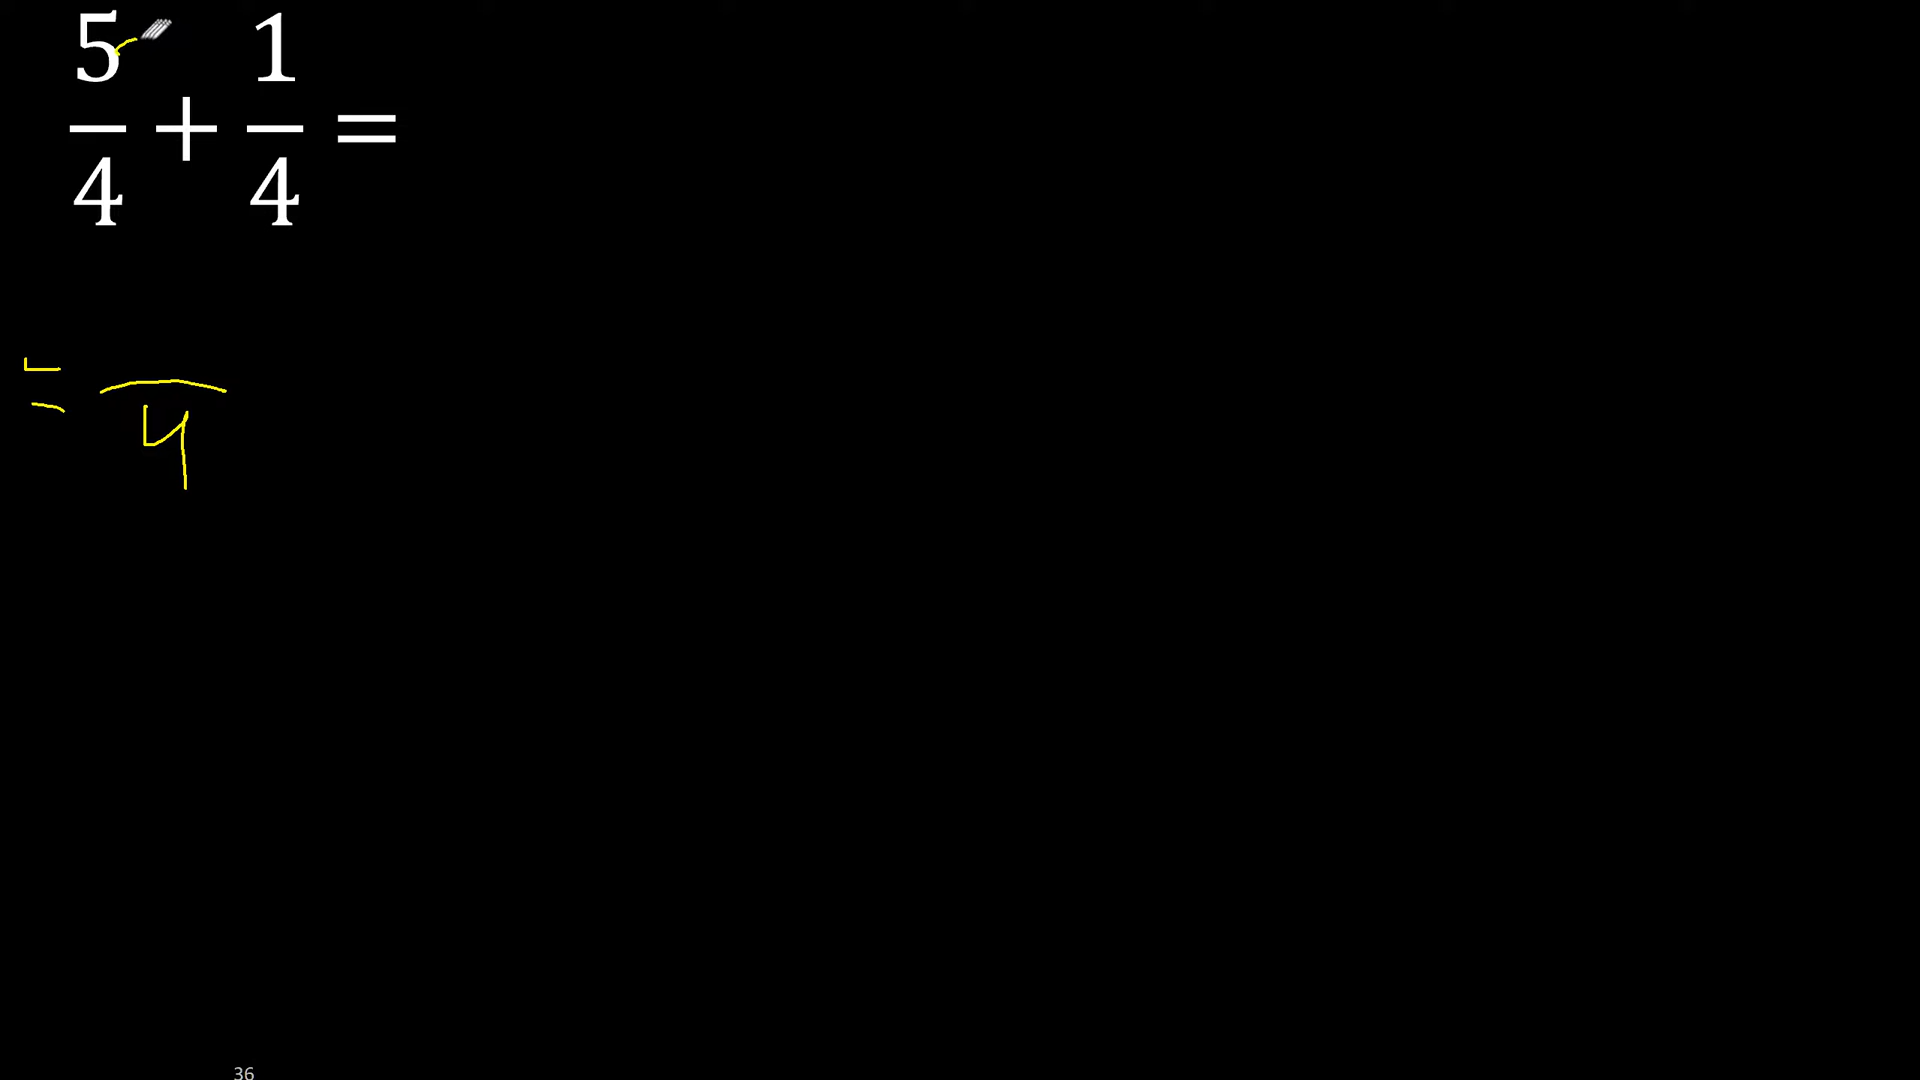 5/4 + 1/4 =
= /4
36